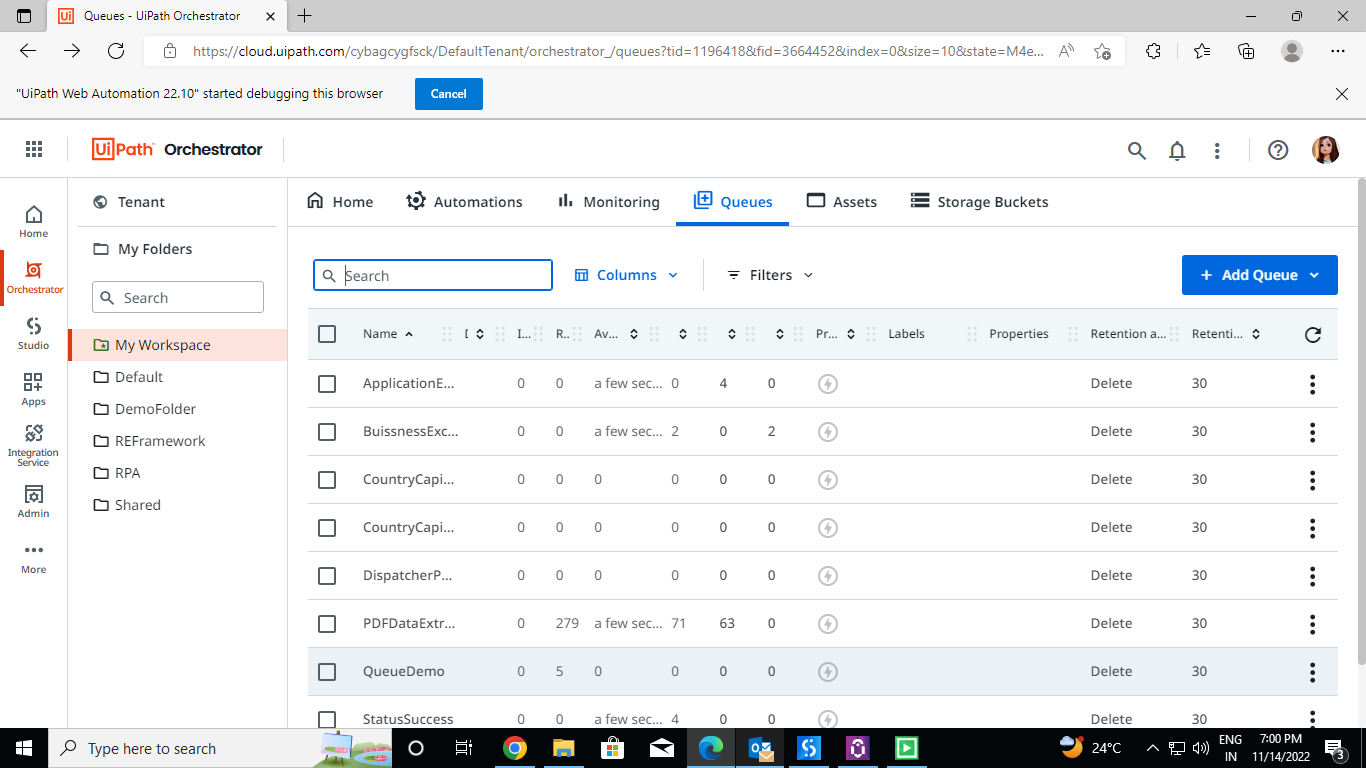 Queues - UiPath Orchestrator
https://cloud.uipath.com/cybagcygfsck/DefaultTenant/orchestrator_/queues?tid=1196418&fid=3664452&index=0&size=10&state=M4e...
"UiPath Web Automation 22.10" started debugging this browser Cancel
UiPath Orchestrator
Home
Orchestrator
Studio
Apps
Integration
Service
Admin
More
Tenant
My Folders
Search
My Workspace
Default
DemoFolder
REFramework
RPA
Shared
Home Automations Monitoring Queues Assets Storage Buckets
Search Columns Filters + Add Queue
Name I... R.. Av... Pr... Labels Properties Retention a... Retenti...
ApplicationE... 0 0 a few sec... 0 4 0 Delete 30
BuissnessExc... 0 0 a few sec... 2 0 2 Delete 30
CountryCapi... 0 0 0 0 0 0 Delete 30
CountryCapi... 0 0 0 0 0 0 Delete 30
DispatcherP... 0 0 0 0 0 0 Delete 30
PDFDataExtr... 0 279 a few sec... 71 63 0 Delete 30
QueueDemo 0 5 0 0 0 0 Delete 30
StatusSuccess 0 0 a few sec... 4 0 0 Delete 30
Type here to search
24°C
ENG
IN
7:00 PM
11/14/2022
3